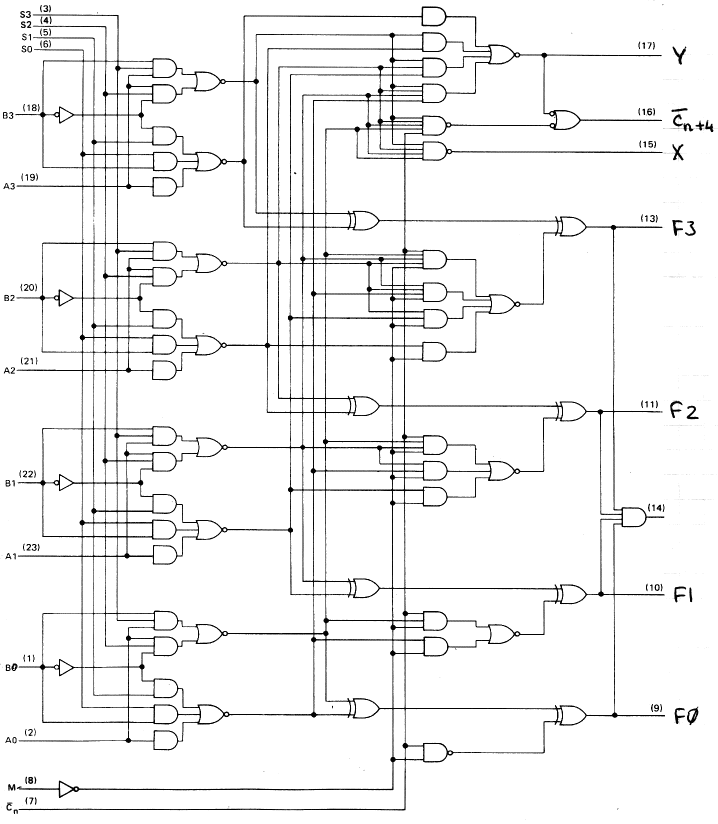 S3 (3)
S2 (4)
S1 (5)
S0 (6)
(17) Y
B3 (18)
(16) C̅n+4
(15) X
A3 (19)
(13) F3
B2 (20)
A2 (21)
(11) F2
B1 (22)
(14)
A1 (23)
(10) F1
B0 (1)
(9) F0
A0 (2)
M (8)
C̅n (7)